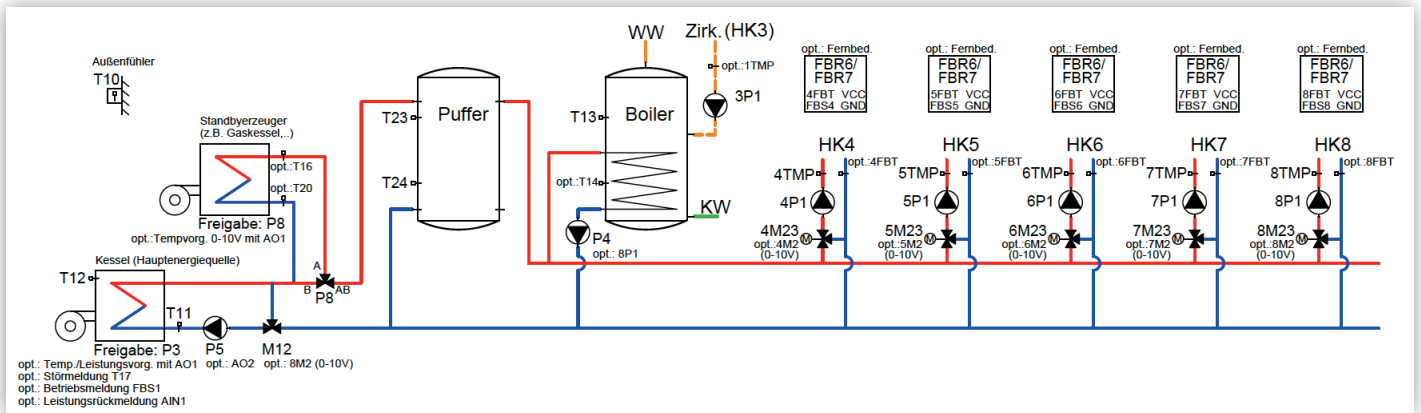 Außenfühler
T10
Standbyerzeuger
(z.B. Gaskessel,..)
opt.:T16
opt.:T20
Freigabe: P8
opt.:Tempvorg. 0-10V mit AO1
Kessel (Hauptenergiequelle)
T12
T11
Freigabe: P3
opt.: Temp./Leistungsvorg. mit AO1
opt.: Störmeldung T17
opt.: Betriebsmeldung FBS1
opt.: Leistungsrückmeldung AIN1
P5
opt.: AO2
M12
opt.: 8M2 (0-10V)
A
B
AB
P8
Puffer
T23
T24
WW
Zirk. (HK3)
opt.:1TMP
3P1
Boiler
T13
opt.:T14
KW
P4
opt.: 8P1
opt.: Fernbed.
FBR6/
FBR7
4FBT VCC
FBS4 GND
HK4
opt.:4FBT
4TMP
4P1
4M23
M
opt.:4M2
(0-10V)
opt.: Fernbed.
FBR6/
FBR7
5FBT VCC
FBS5 GND
HK5
opt.:5FBT
5TMP
5P1
5M23
M
opt.:5M2
(0-10V)
opt.: Fernbed.
FBR6/
FBR7
6FBT VCC
FBS6 GND
HK6
opt.:6FBT
6TMP
6P1
6M23
M
opt.:6M2
(0-10V)
opt.: Fernbed.
FBR6/
FBR7
7FBT VCC
FBS7 GND
HK7
opt.:7FBT
7TMP
7P1
7M23
M
opt.:7M2
(0-10V)
opt.: Fernbed.
FBR6/
FBR7
8FBT VCC
FBS8 GND
HK8
opt.:8FBT
8TMP
8P1
8M23
M
opt.:8M2
(0-10V)